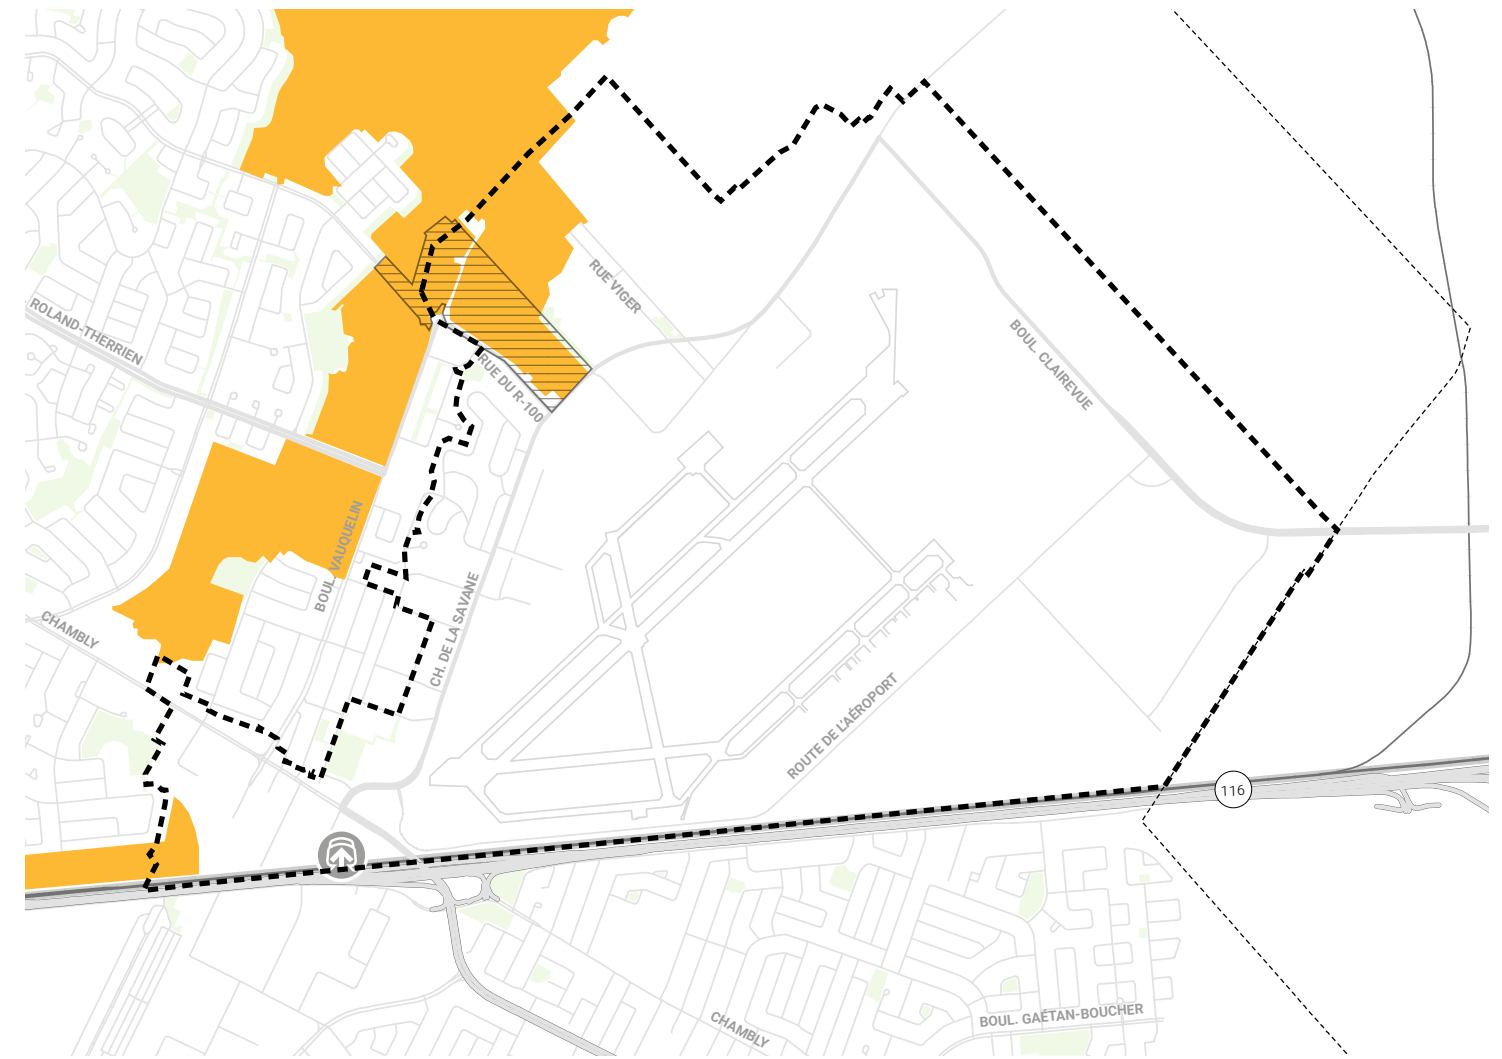 RUE VIGER
ROLAND-THERRIEN
BOUL. CLAIREVUE
RUE DU R-100
BOUL. VAUQUELIN
CH. DE LA SAVANE
CHAMBLY
ROUTE DE L'AÉROPORT
116
CHAMBLY
BOUL. GAÉTAN-BOUCHER